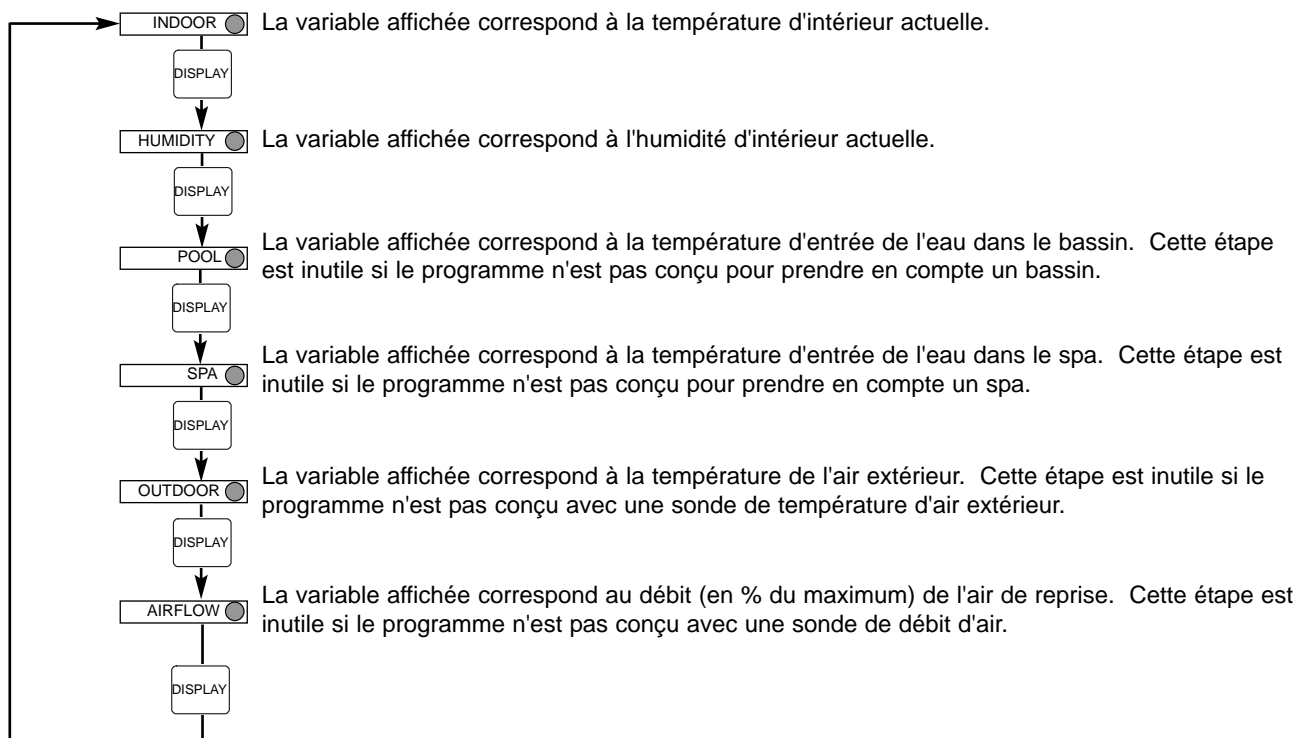 INDOOR La variable affichée correspond à la température d'intérieur actuelle.
DISPLAY
HUMIDITY La variable affichée correspond à l'humidité d'intérieur actuelle.
DISPLAY
La variable affichée correspond à la température d'entrée de l'eau dans le bassin. Cette étape
POOL est inutile si le programme n'est pas conçu pour prendre en compte un bassin.
DISPLAY
La variable affichée correspond à la température d'entrée de l'eau dans le spa. Cette étape est
SPA inutile si le programme n'est pas conçu pour prendre en compte un spa.
DISPLAY
La variable affichée correspond à la température de l'air extérieur. Cette étape est inutile si le
OUTDOOR programme n'est pas conçu avec une sonde de température d'air extérieur.
DISPLAY
La variable affichée correspond au débit (en % du maximum) de l'air de reprise. Cette étape est
AIRFLOW inutile si le programme n'est pas conçu avec une sonde de débit d'air.
DISPLAY